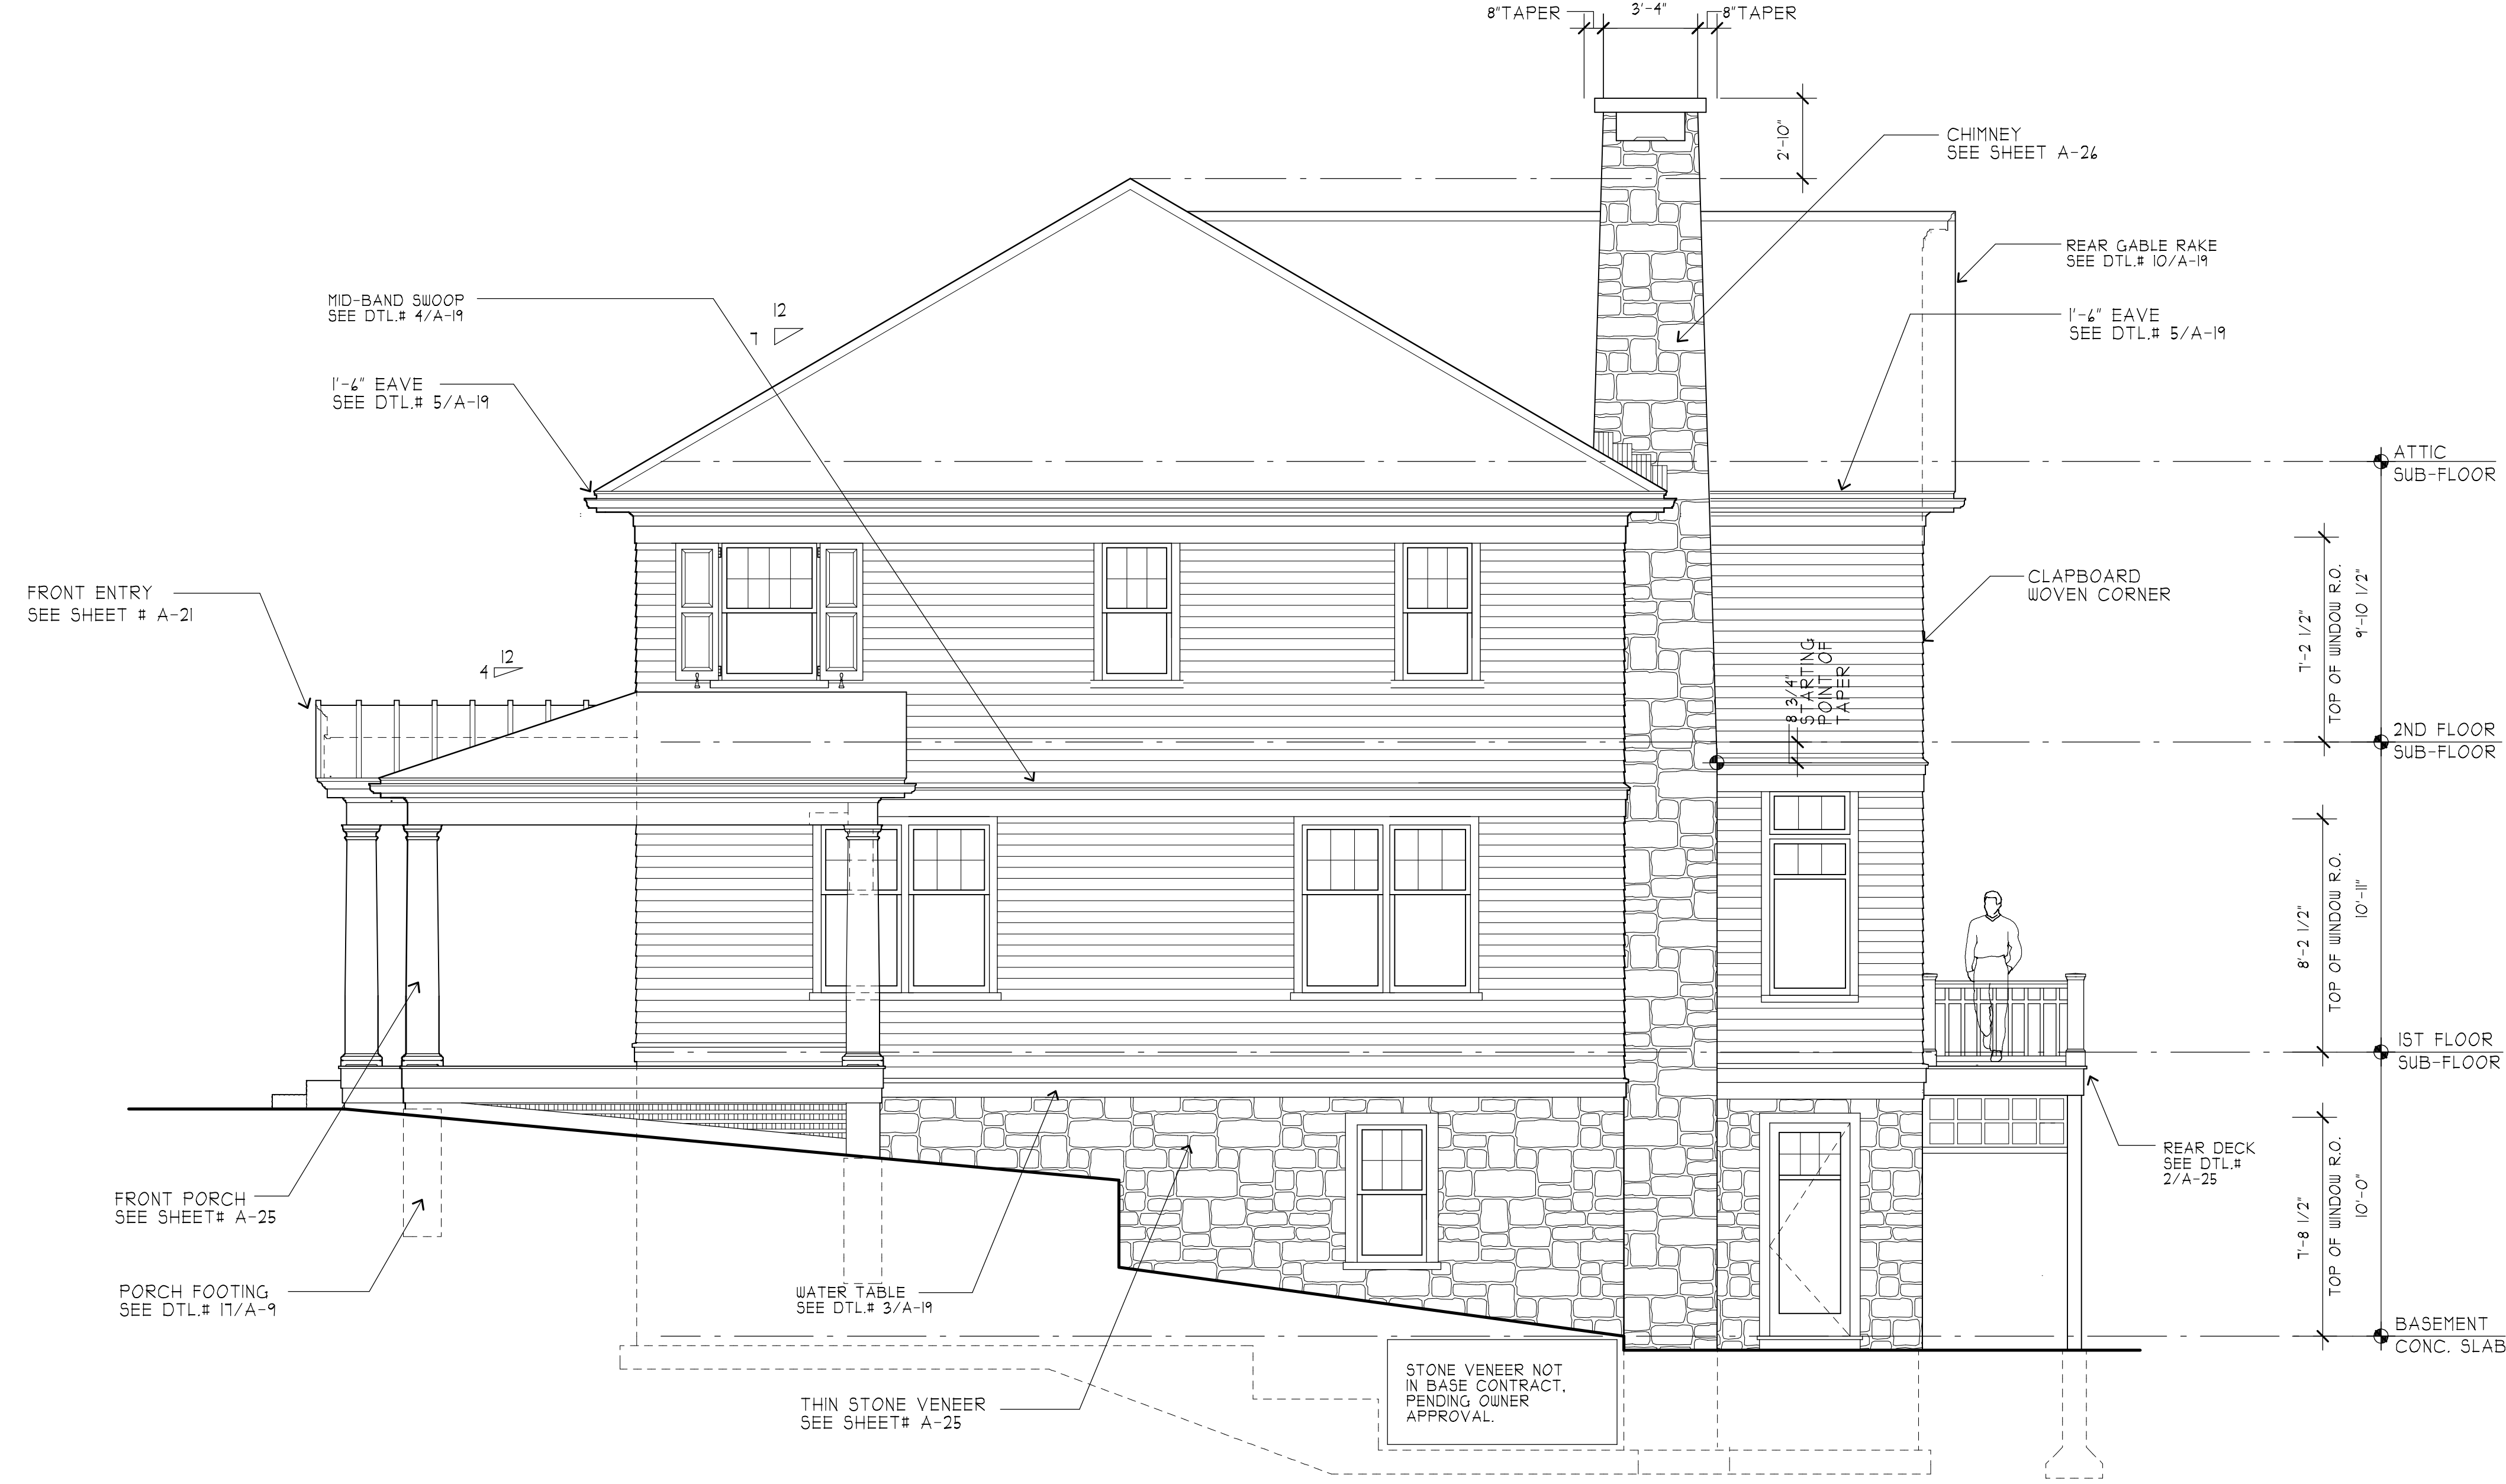 8"TAPER
3'-4"
8"TAPER
2'-10"
CHIMNEY
SEE SHEET A-26
REAR GABLE RAKE
SEE DTL.# 10/A-19
MID-BAND SWOOP
SEE DTL.# 4/A-19
12
7
1'-6" EAVE
SEE DTL.# 5/A-19
1'-6" EAVE
SEE DTL.# 5/A-19
ATTIC
SUB-FLOOR
FRONT ENTRY
SEE SHEET # A-21
CLAPBOARD
WOVEN CORNER
12
4
8 3/4"
STARTING
POINT OF
TAPER
7'-2 1/2"
TOP OF WINDOW R.O.
9'-10 1/2"
2ND FLOOR
SUB-FLOOR
8'-2 1/2"
TOP OF WINDOW R.O.
10'-11"
1ST FLOOR
SUB-FLOOR
REAR DECK
SEE DTL.#
2/A-25
7'-8 1/2"
TOP OF WINDOW R.O.
10'-0"
FRONT PORCH
SEE SHEET# A-25
PORCH FOOTING
SEE DTL.# 17/A-9
WATER TABLE
SEE DTL.# 3/A-19
BASEMENT
CONC. SLAB
THIN STONE VENEER
SEE SHEET# A-25
STONE VENEER NOT
IN BASE CONTRACT,
PENDING OWNER
APPROVAL.